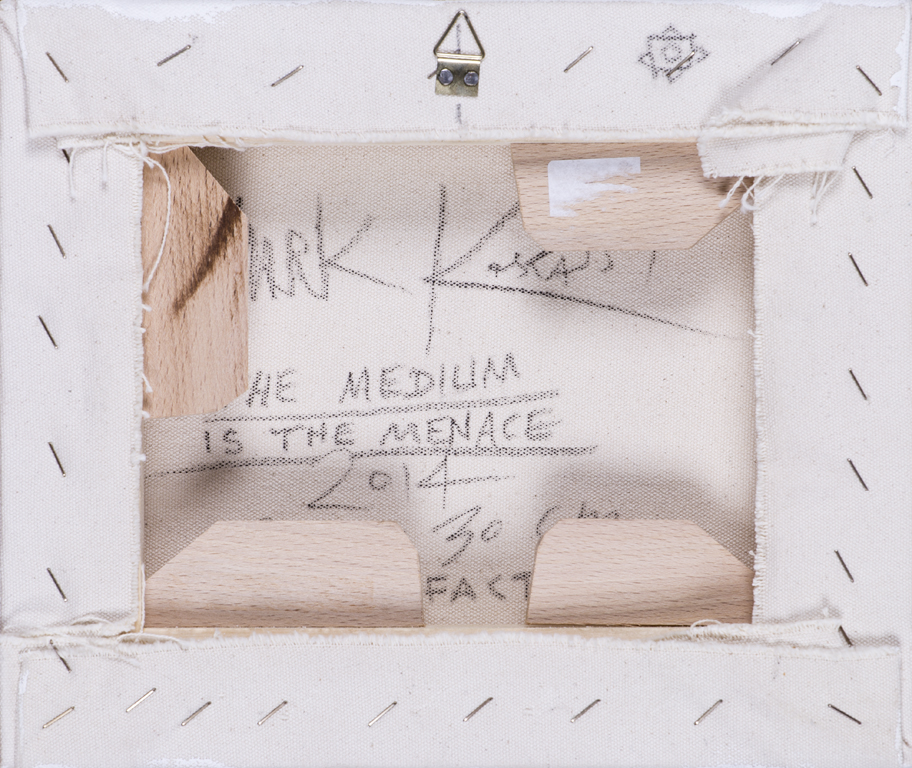 ARK K
HE MEDIUM
IS THE MENACE
2014
30
FACT